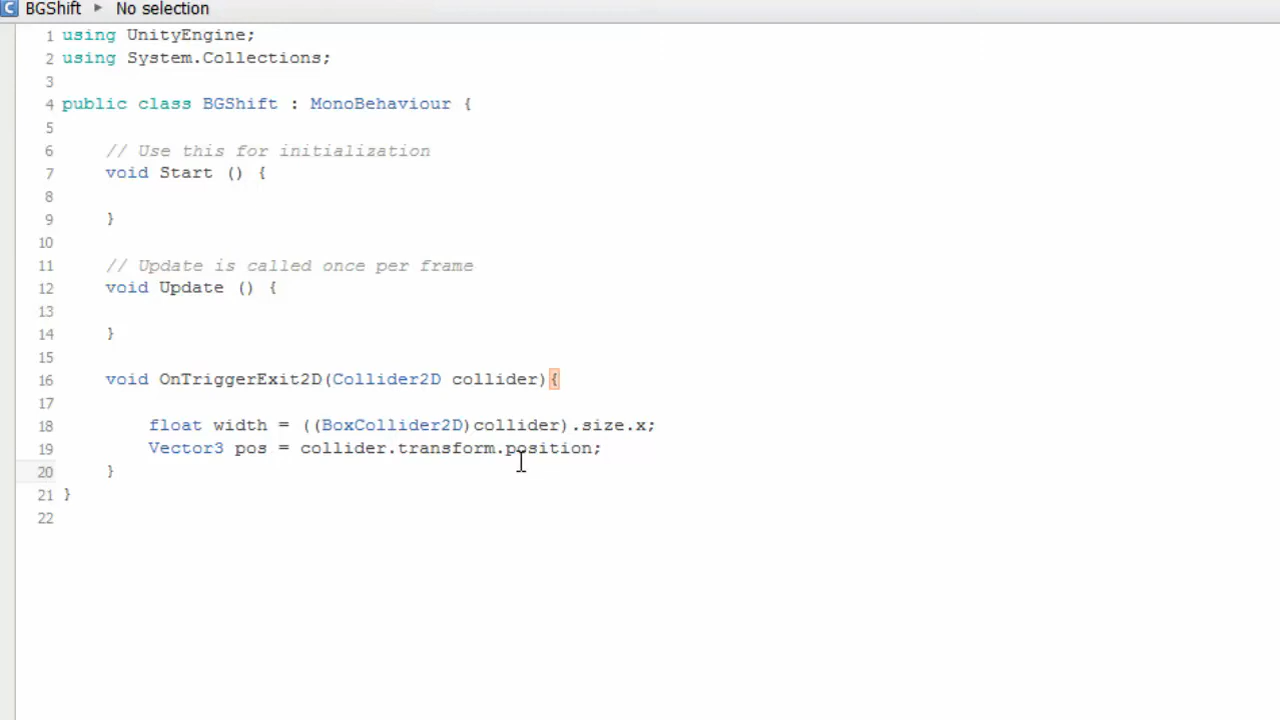 BGShift ▸ No selection
1 using UnityEngine;
2 using System.Collections;
3
4 public class BGShift : MonoBehaviour {
5
6 // Use this for initialization
7 void Start () {
8
9 }
10
11 // Update is called once per frame
12 void Update () {
13
14 }
15
16 void OnTriggerExit2D(Collider2D collider){
17
18 float width = ((BoxCollider2D)collider).size.x;
19 Vector3 pos = collider.transform.position;
20 }
21 }
22